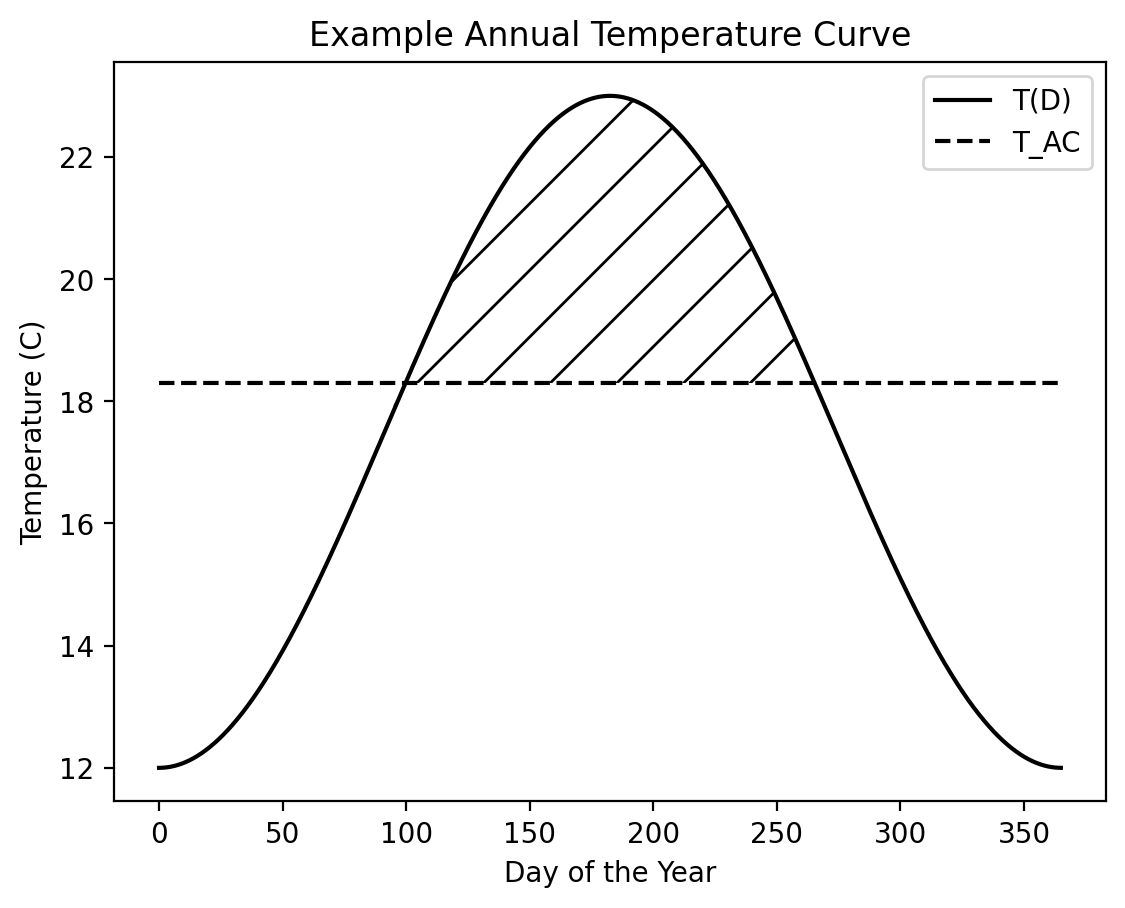 Example Annual Temperature Curve
T(D)
T_AC
Temperature (C)
22
20
18
16
14
12
0 50 100 150 200 250 300 350
Day of the Year